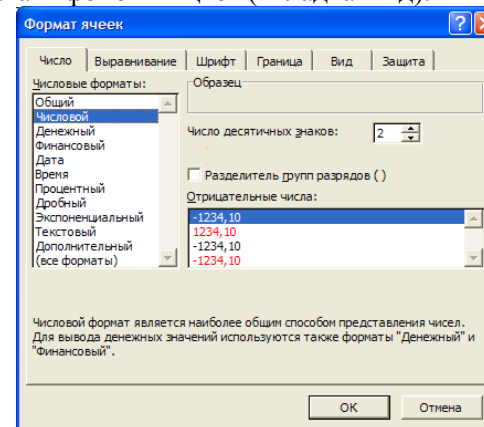 Формат ячеек
Число Выравнивание Шрифт Граница Вид Защита
Числовые форматы:
Образец
Общий
Числовой
Денежный
Финансовый
Дата
Время
Процентный
Дробный
Экспоненциальный
Текстовый
Дополнительный
(все форматы)
Число десятичных знаков: 2
Разделитель групп разрядов ( )
Отрицательные числа:
-1234,10
1234,10
-1234,10
-1234,10
Числовой формат является наиболее общим способом представления чисел.
Для вывода денежных значений используются также форматы "Денежный" и
"Финансовый".
ОК Отмена